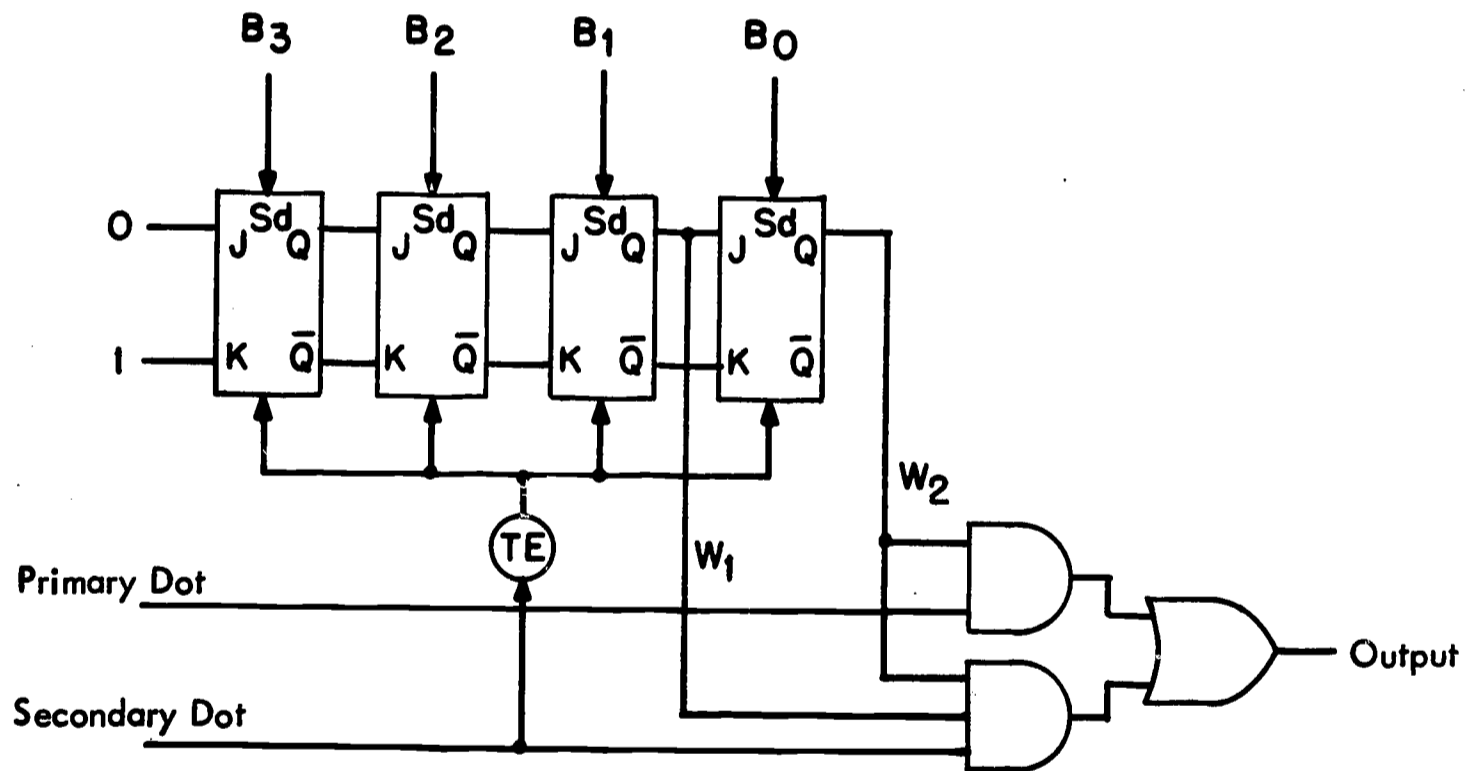 B3 B2 B1 B0
0 J Sd Q J Sd Q J Sd Q J Sd Q
1 K Q̅ K Q̅ K Q̅ K Q̅
W2
TE W1
Primary Dot
Output
Secondary Dot